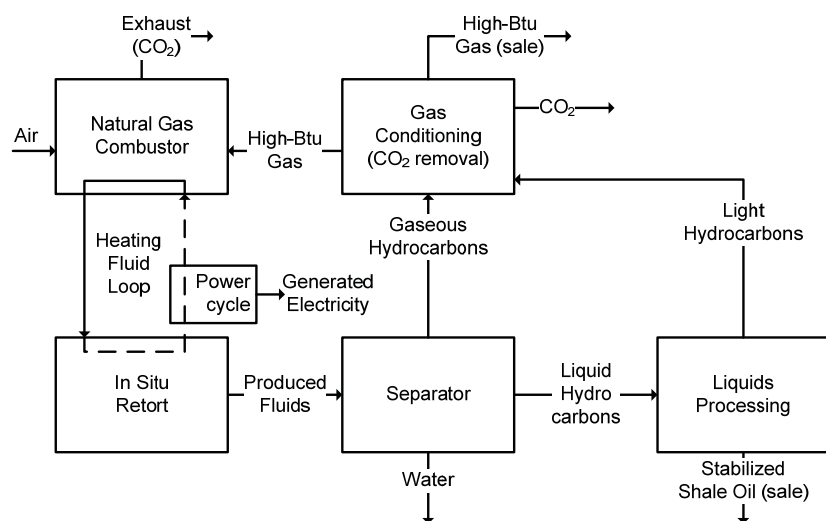 Exhaust
(CO₂)
High-Btu
Gas (sale)
Air
Natural Gas
Combustor
High-Btu
Gas
Gas
Conditioning
(CO₂ removal)
CO₂
Heating
Fluid
Loop
Gaseous
Hydrocarbons
Light
Hydrocarbons
Power
cycle
Generated
Electricity
In Situ
Retort
Produced
Fluids
Separator
Liquid
Hydro
carbons
Liquids
Processing
Water
Stabilized
Shale Oil (sale)